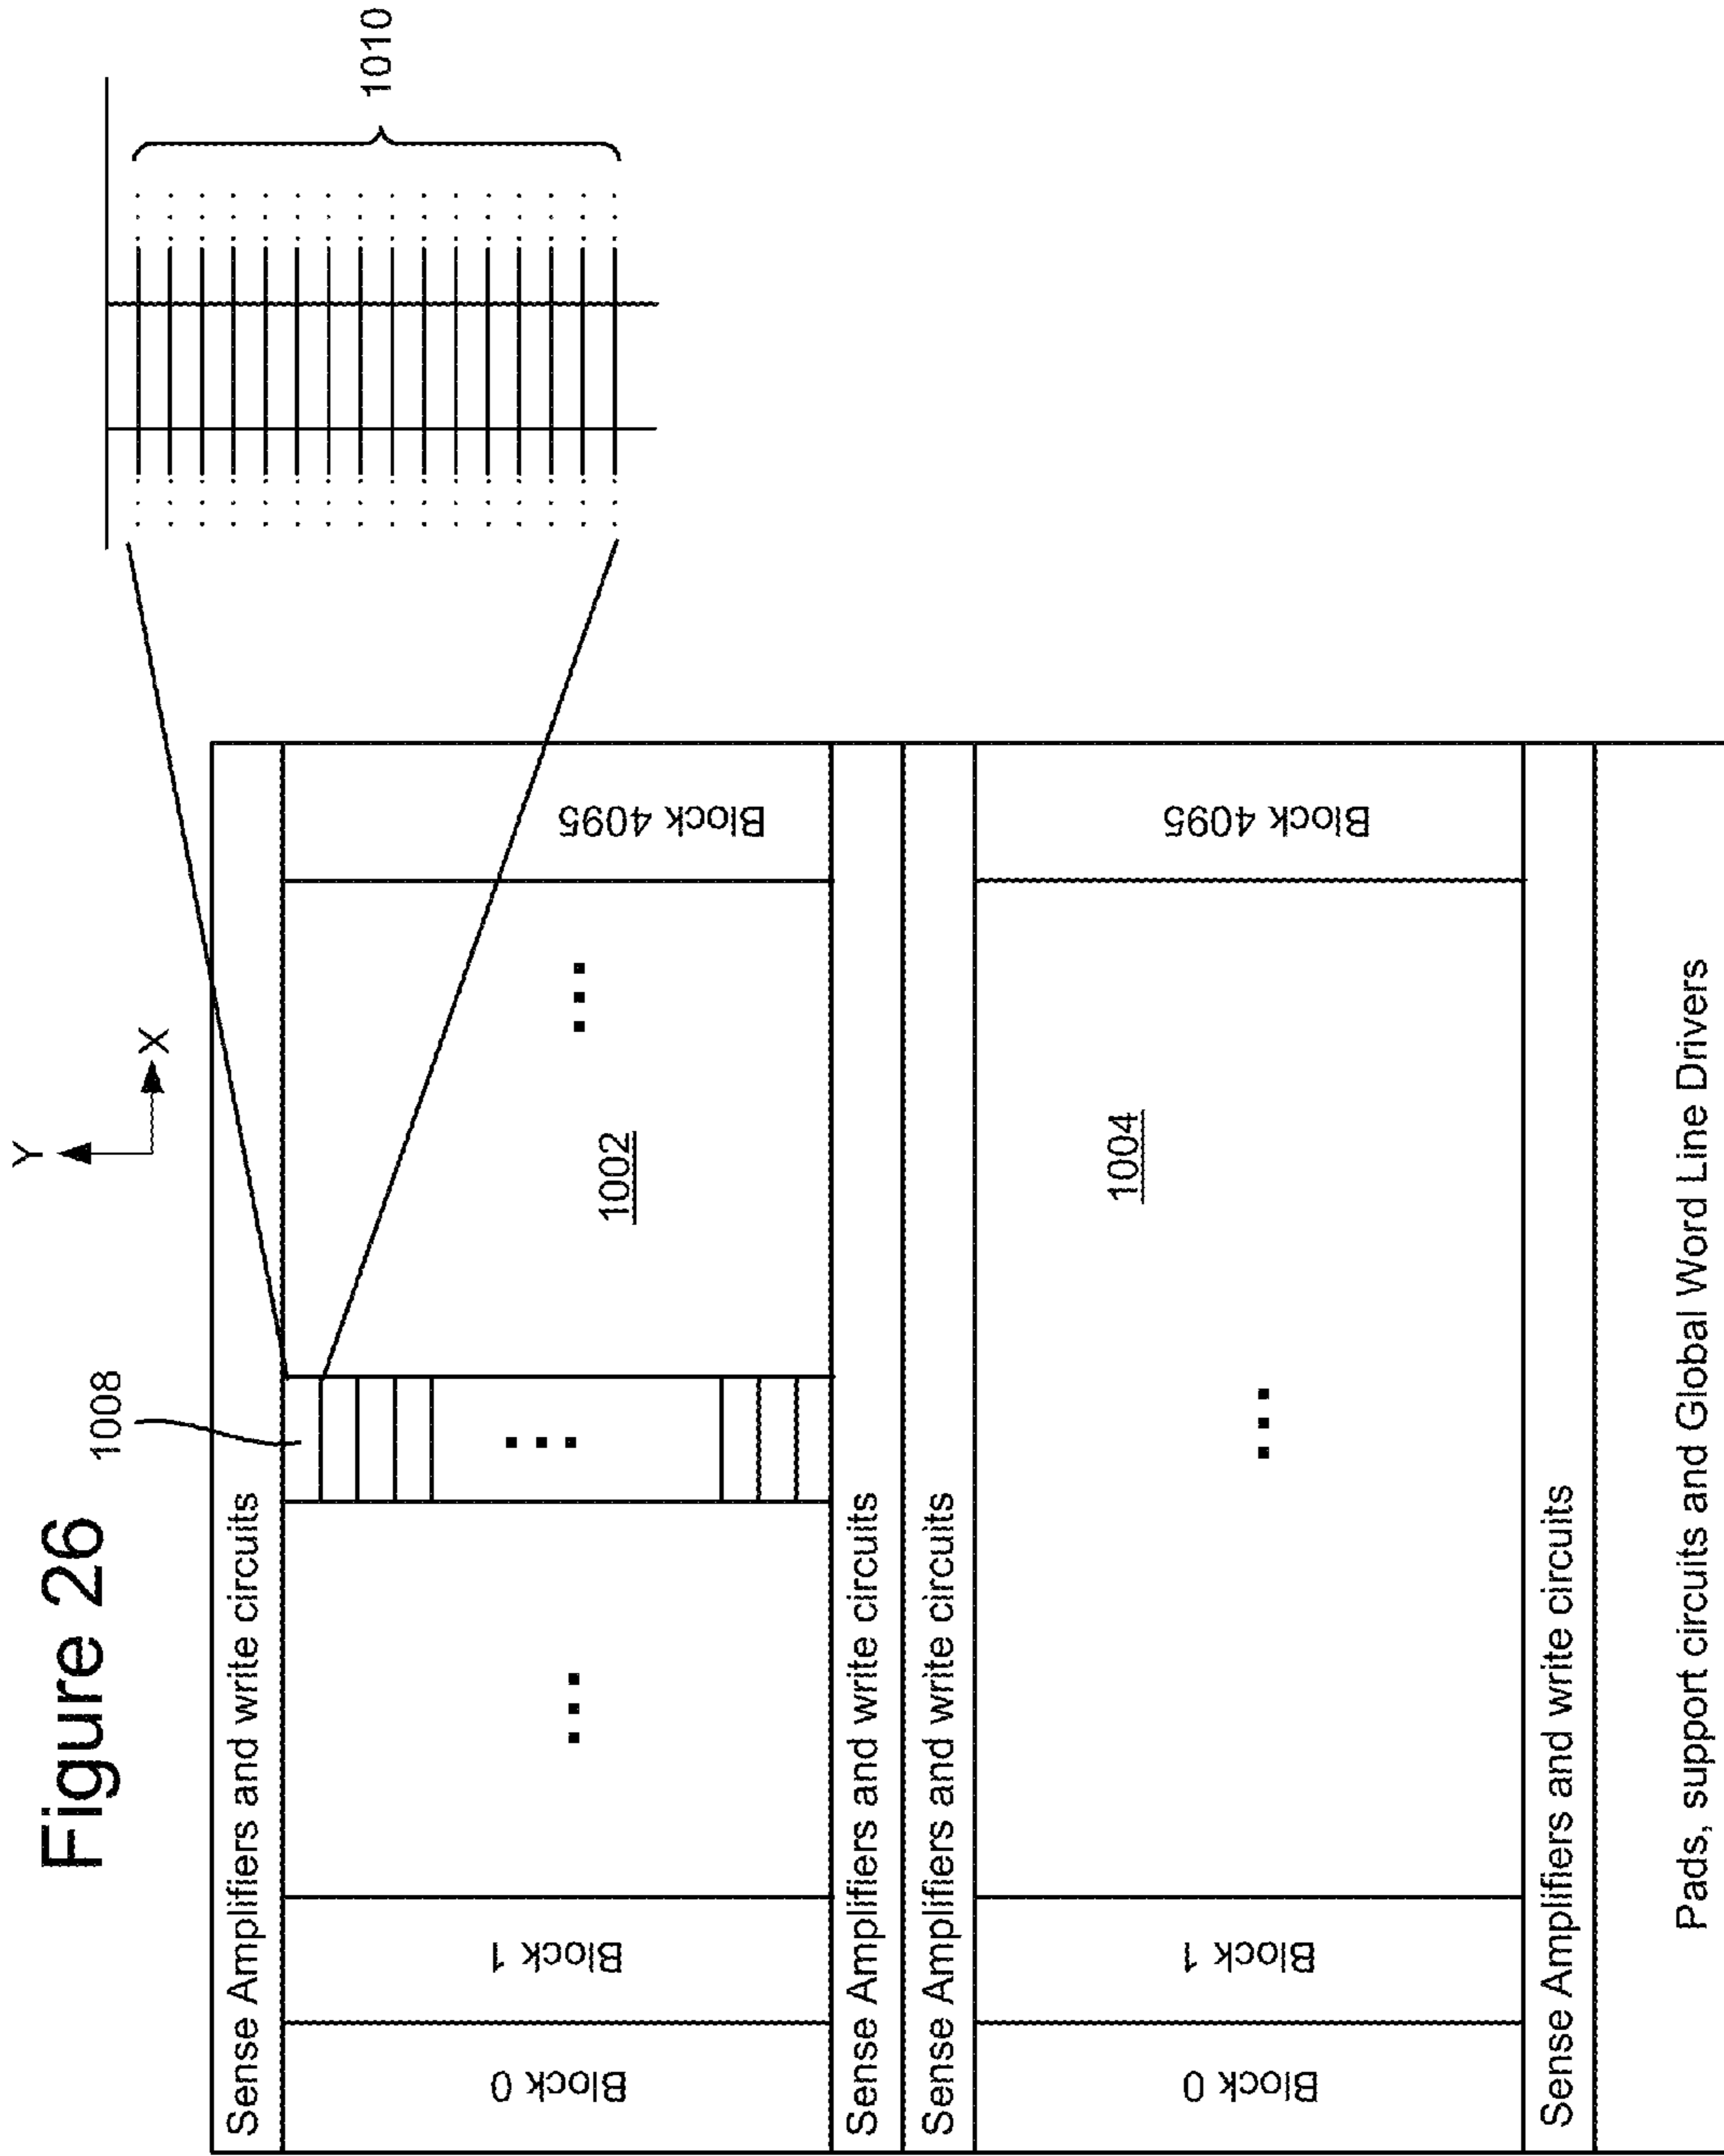 Figure 26
Y
X
1008
1010
Sense Amplifiers and write circuits
Block 0
Block 1
1002
Block 4095
Sense Amplifiers and write circuits
Sense Amplifiers and write circuits
Block 0
Block 1
1004
Block 4095
Sense Amplifiers and write circuits
Pads, support circuits and Global Word Line Drivers